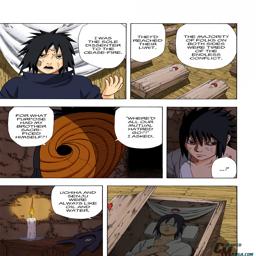 THE
MAJORITY OF
FOLKS ON
BOTH SIDES
WERE TIRED
OF THE
ENDLESS
CONFLICT.
THEY'D
REACHED
THEIR
LIMIT.
I WAS
THE SOLE
DISSENTER
TO THE
CEASE-FIRE.
...?"
"WHERE'D
ALL OUR
MUTUAL
HATRED
GO?"
I ASKED.
FOR WHAT
PURPOSE
HAD MY
BROTHER
SACRI-
FICED
HIMSELF?!
UCHIHA AND
SENJU
WERE ALWAYS
LIKE OIL
AND
WATER.